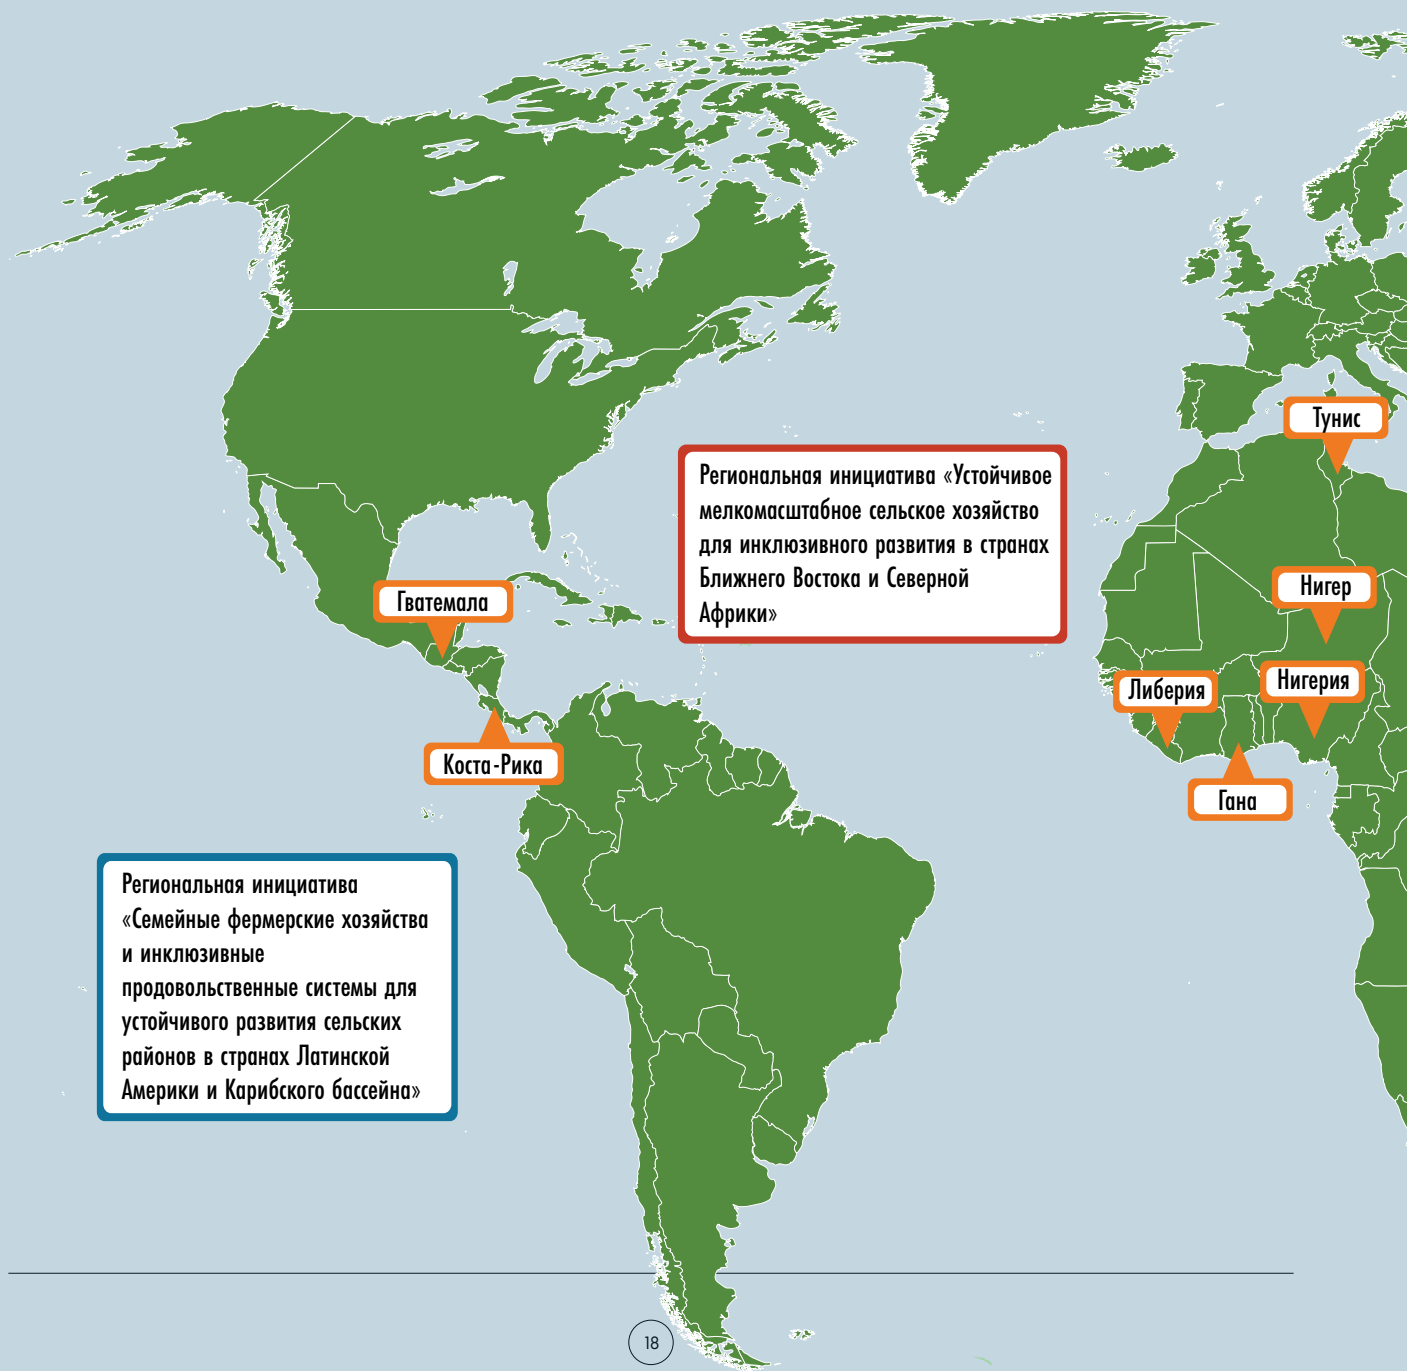 Тунис
Региональная инициатива «Устойчивое
мелкомасштабное сельское хозяйство
для инклюзивного развития в странах
Ближнего Востока и Северной
Африки»
Гватемала
Нигер
Либерия
Нигерия
Коста-Рика
Гана
Региональная инициатива
«Семейные фермерские хозяйства
и инклюзивные
продовольственные системы для
устойчивого развития сельских
районов в странах Латинской
Америки и Карибского бассейна»
18